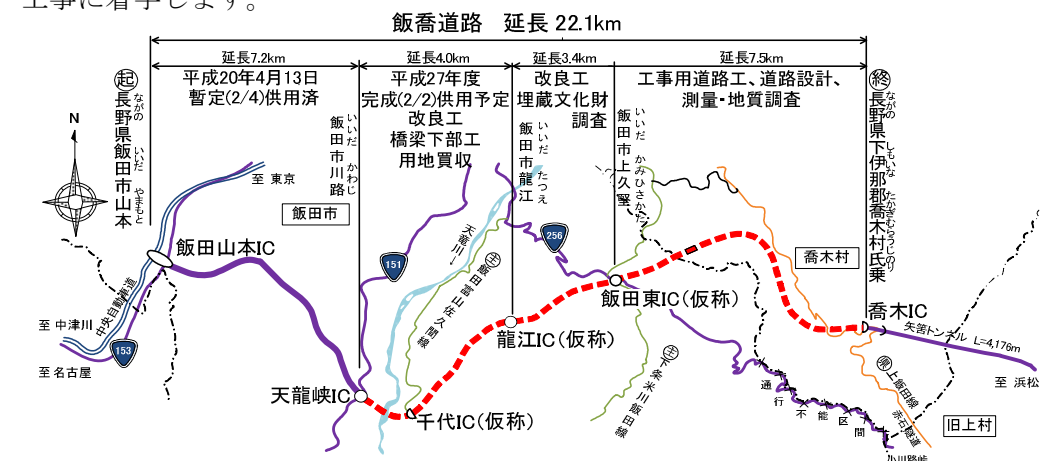 工事に着手します。
飯喬道路 延長 22.1km
延長7.2km
延長4.0km
延長3.4km
延長7.5km
平成20年4月13日
暫定(2/4)供用済
平成27年度
完成(2/2)供用予定
改良工
橋梁下部工
用地買収
改良工
埋蔵文化財
調査
工事用道路工、道路設計、
測量・地質調査
起
長野県飯田市山本
ながの いいだ やまもと
飯田市川路
いいだ かわじ
飯田市龍江
いいだ たつえ
飯田市上久堅
いいだ かみひさかた
終
長野県下伊那郡喬木村氏乗
ながの しもいな たかぎむらうじのり
N
至 東京
飯田市
飯田山本IC
中央自動車道
至 中津川
153
至 名古屋
151
天竜川
主 飯田富山佐久間線
256
天龍峡IC
千代IC(仮称)
龍江IC(仮称)
飯田東IC(仮称)
主 下条米川飯田線
喬木村
喬木IC
矢筈トンネル L=4,176m
至 浜松
県 上飯田線
赤石隧道
旧上村
通行不能区間
小川路峠